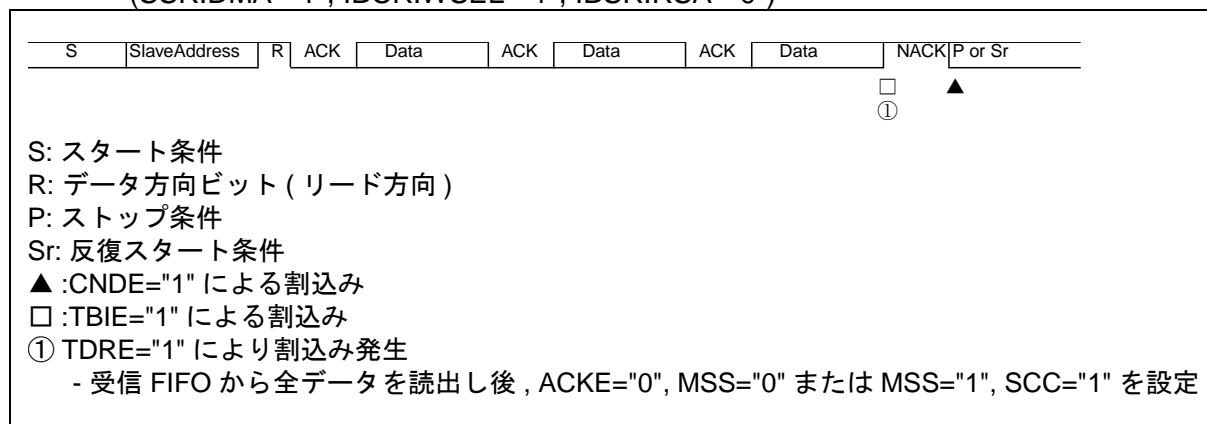 S SlaveAddress R ACK Data ACK Data ACK Data NACK P or Sr
□ ▲
①
S: スタート条件
R: データ方向ビット ( リード方向 )
P: ストップ条件
Sr: 反復スタート条件
▲ :CNDE="1" による割込み
□ :TBIE="1" による割込み
① TDRE="1" により割込み発生
- 受信 FIFO から全データを読出し後 , ACKE="0", MSS="0" または MSS="1", SCC="1" を設定